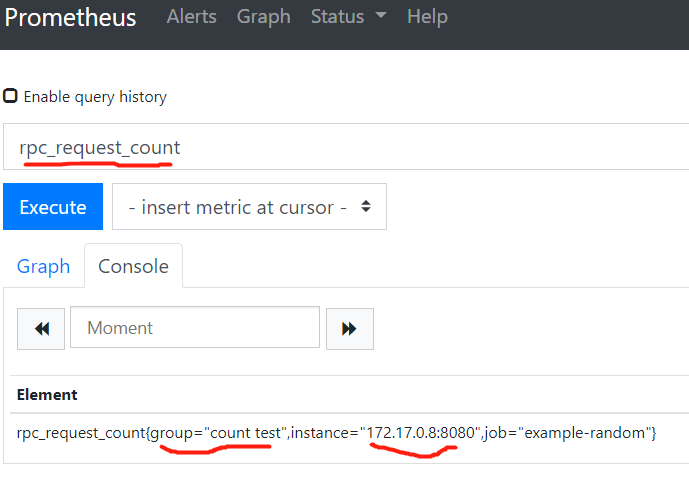 Prometheus Alerts Graph Status Help
Enable query history
rpc_request_count
Execute - insert metric at cursor -
Graph Console
Moment
Element
rpc_request_count{group="count test",instance="172.17.0.8:8080",job="example-random"}